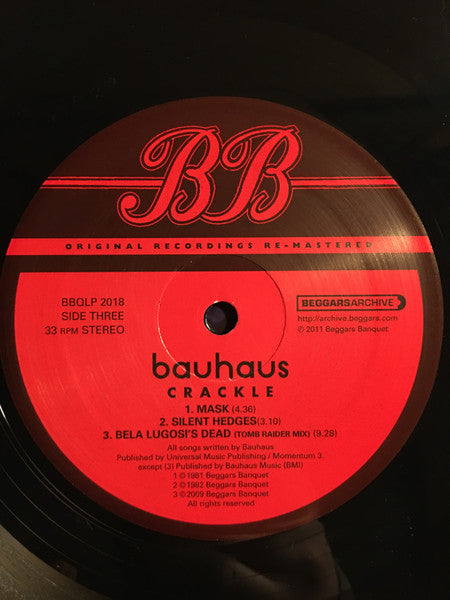 BB
ORIGINAL RECORDINGS RE-MASTERED
BBQLP 2018
SIDE THREE
33 RPM STEREO
BEGGARS ARCHIVE
http://archive.beggars.com
℗ 2011 Beggars Banquet
bauhaus
CRACKLE
1. MASK (4.36)
2. SILENT HEDGES (3.10)
3. BELA LUGOSI'S DEAD (TOMB RAIDER MIX) (9.28)
All songs written by Bauhaus
Published by Universal Music Publishing / Momentum 3.
except (3) Published by Bauhaus Music (BMI)
1 ℗ 1981 Beggars Banquet
2 ℗ 1982 Beggars Banquet
3 ℗ 2009 Beggars Banquet
All rights reserved